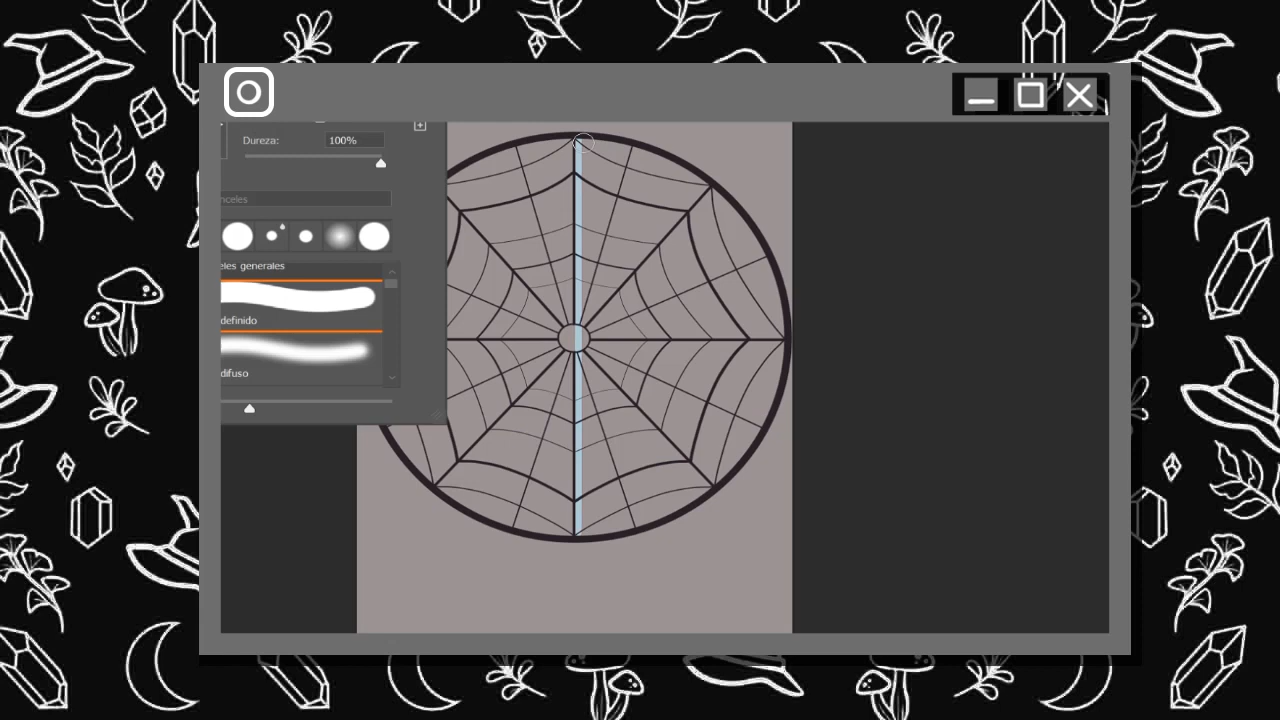 Dureza: 100%
nceles
eles generales
definido
difuso